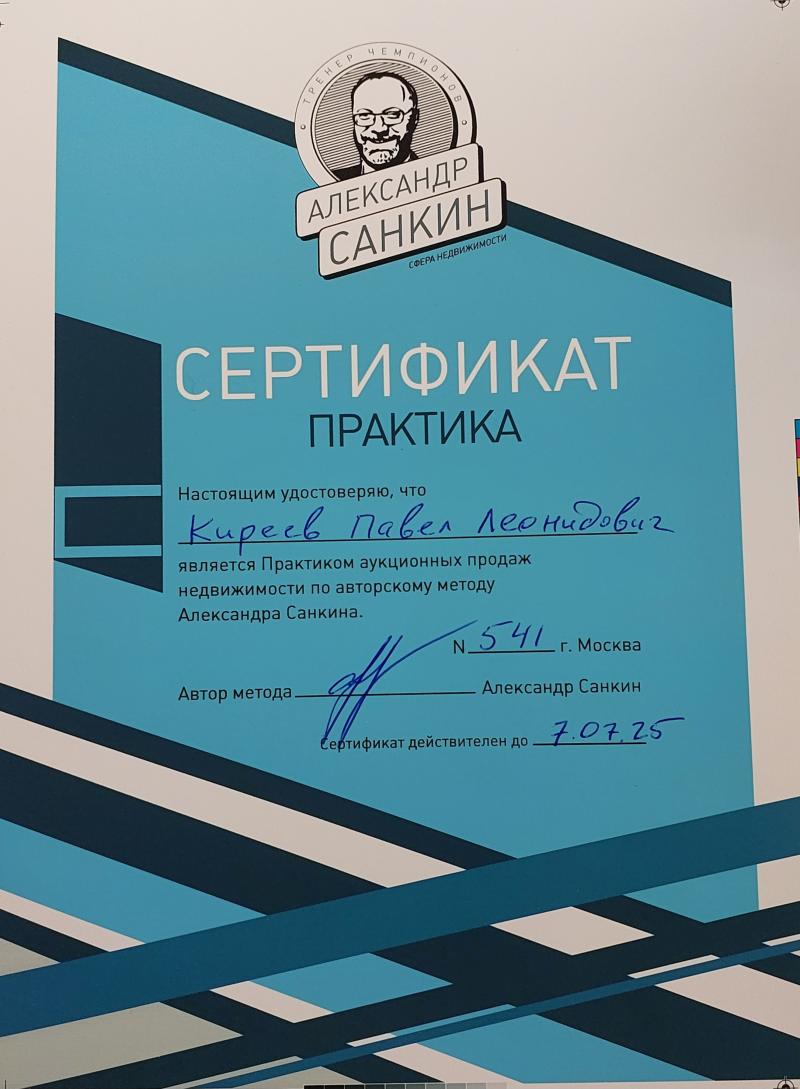 ТРЕНЕР ЧЕМПИОНОВ
АЛЕКСАНДР
САНКИН
СФЕРА НЕДВИЖИМОСТИ
СЕРТИФИКАТ
ПРАКТИКА
Настоящим удостоверяю, что
Киреев Павел Леонидович
является Практиком аукционных продаж
недвижимости по авторскому методу
Александра Санкина.
N 541 г. Москва
Автор метода Александр Санкин
Сертификат действителен до 7.07.25